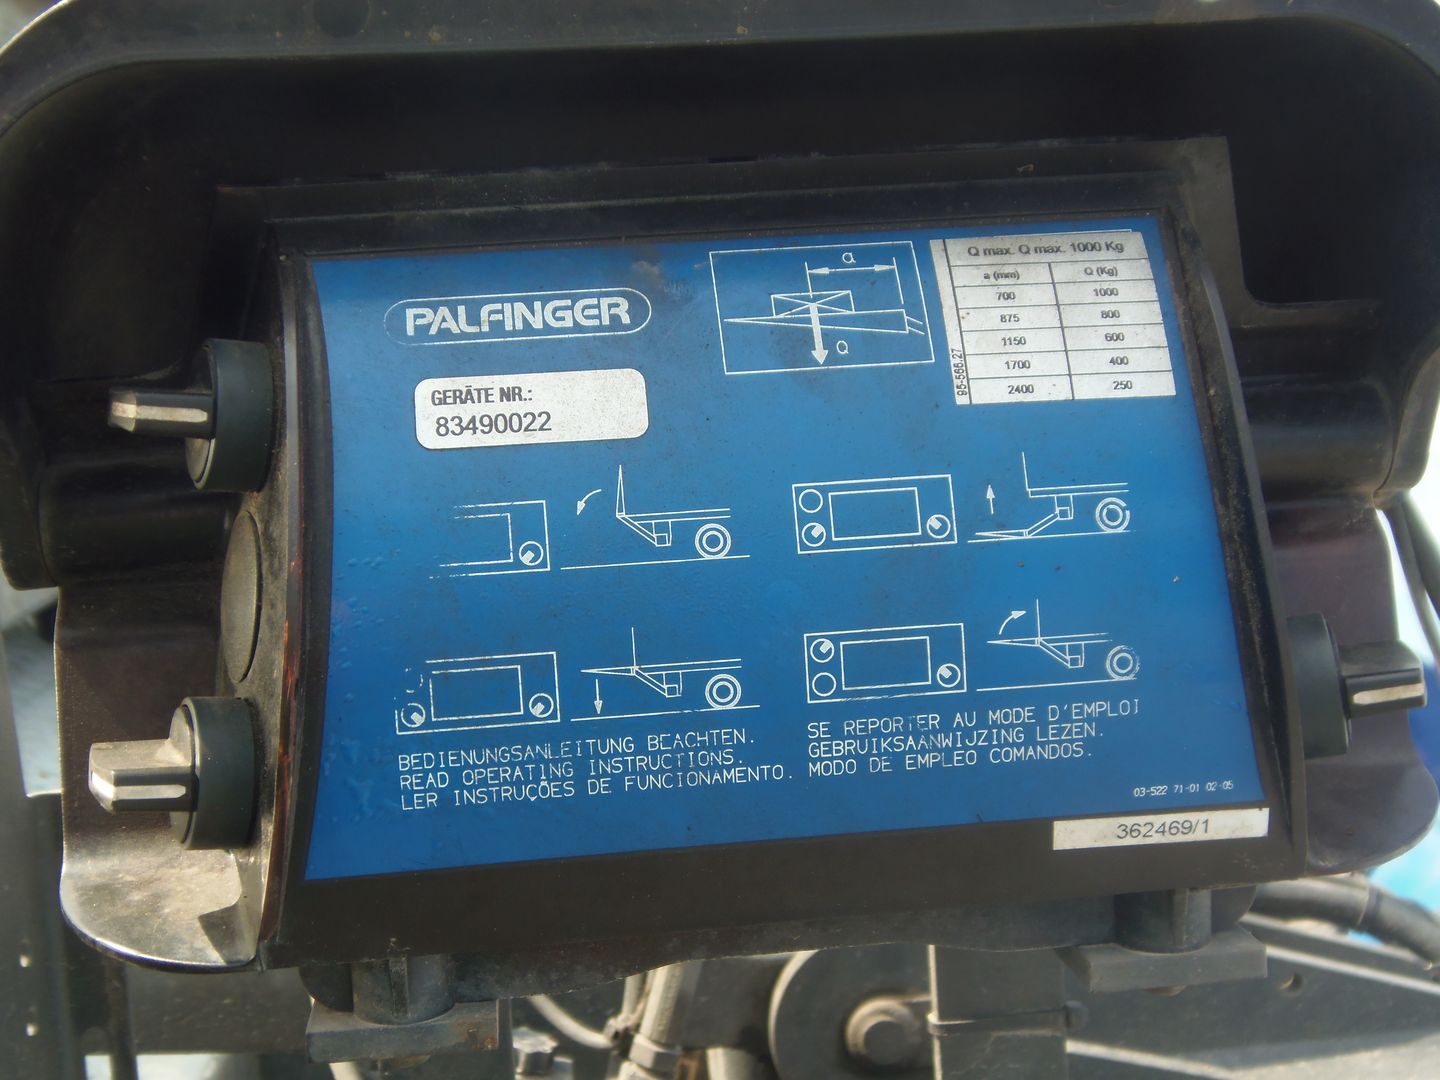 PALFINGER
GERÄTE NR.:
83490022
a
Q
Q max. Q max. 1000 Kg
a (mm) Q (Kg)
700 1000
875 800
1150 600
1700 400
2400 250
95-566.27
BEDIENUNGSANLEITUNG BEACHTEN.
READ OPERATING INSTRUCTIONS.
LER INSTRUÇÕES DE FUNCIONAMENTO.
SE REPORTER AU MODE D'EMPLOI
GEBRUIKSAANWIJZING LEZEN.
MODO DE EMPLEO COMANDOS.
03-522 71-01 02-05
362469/1